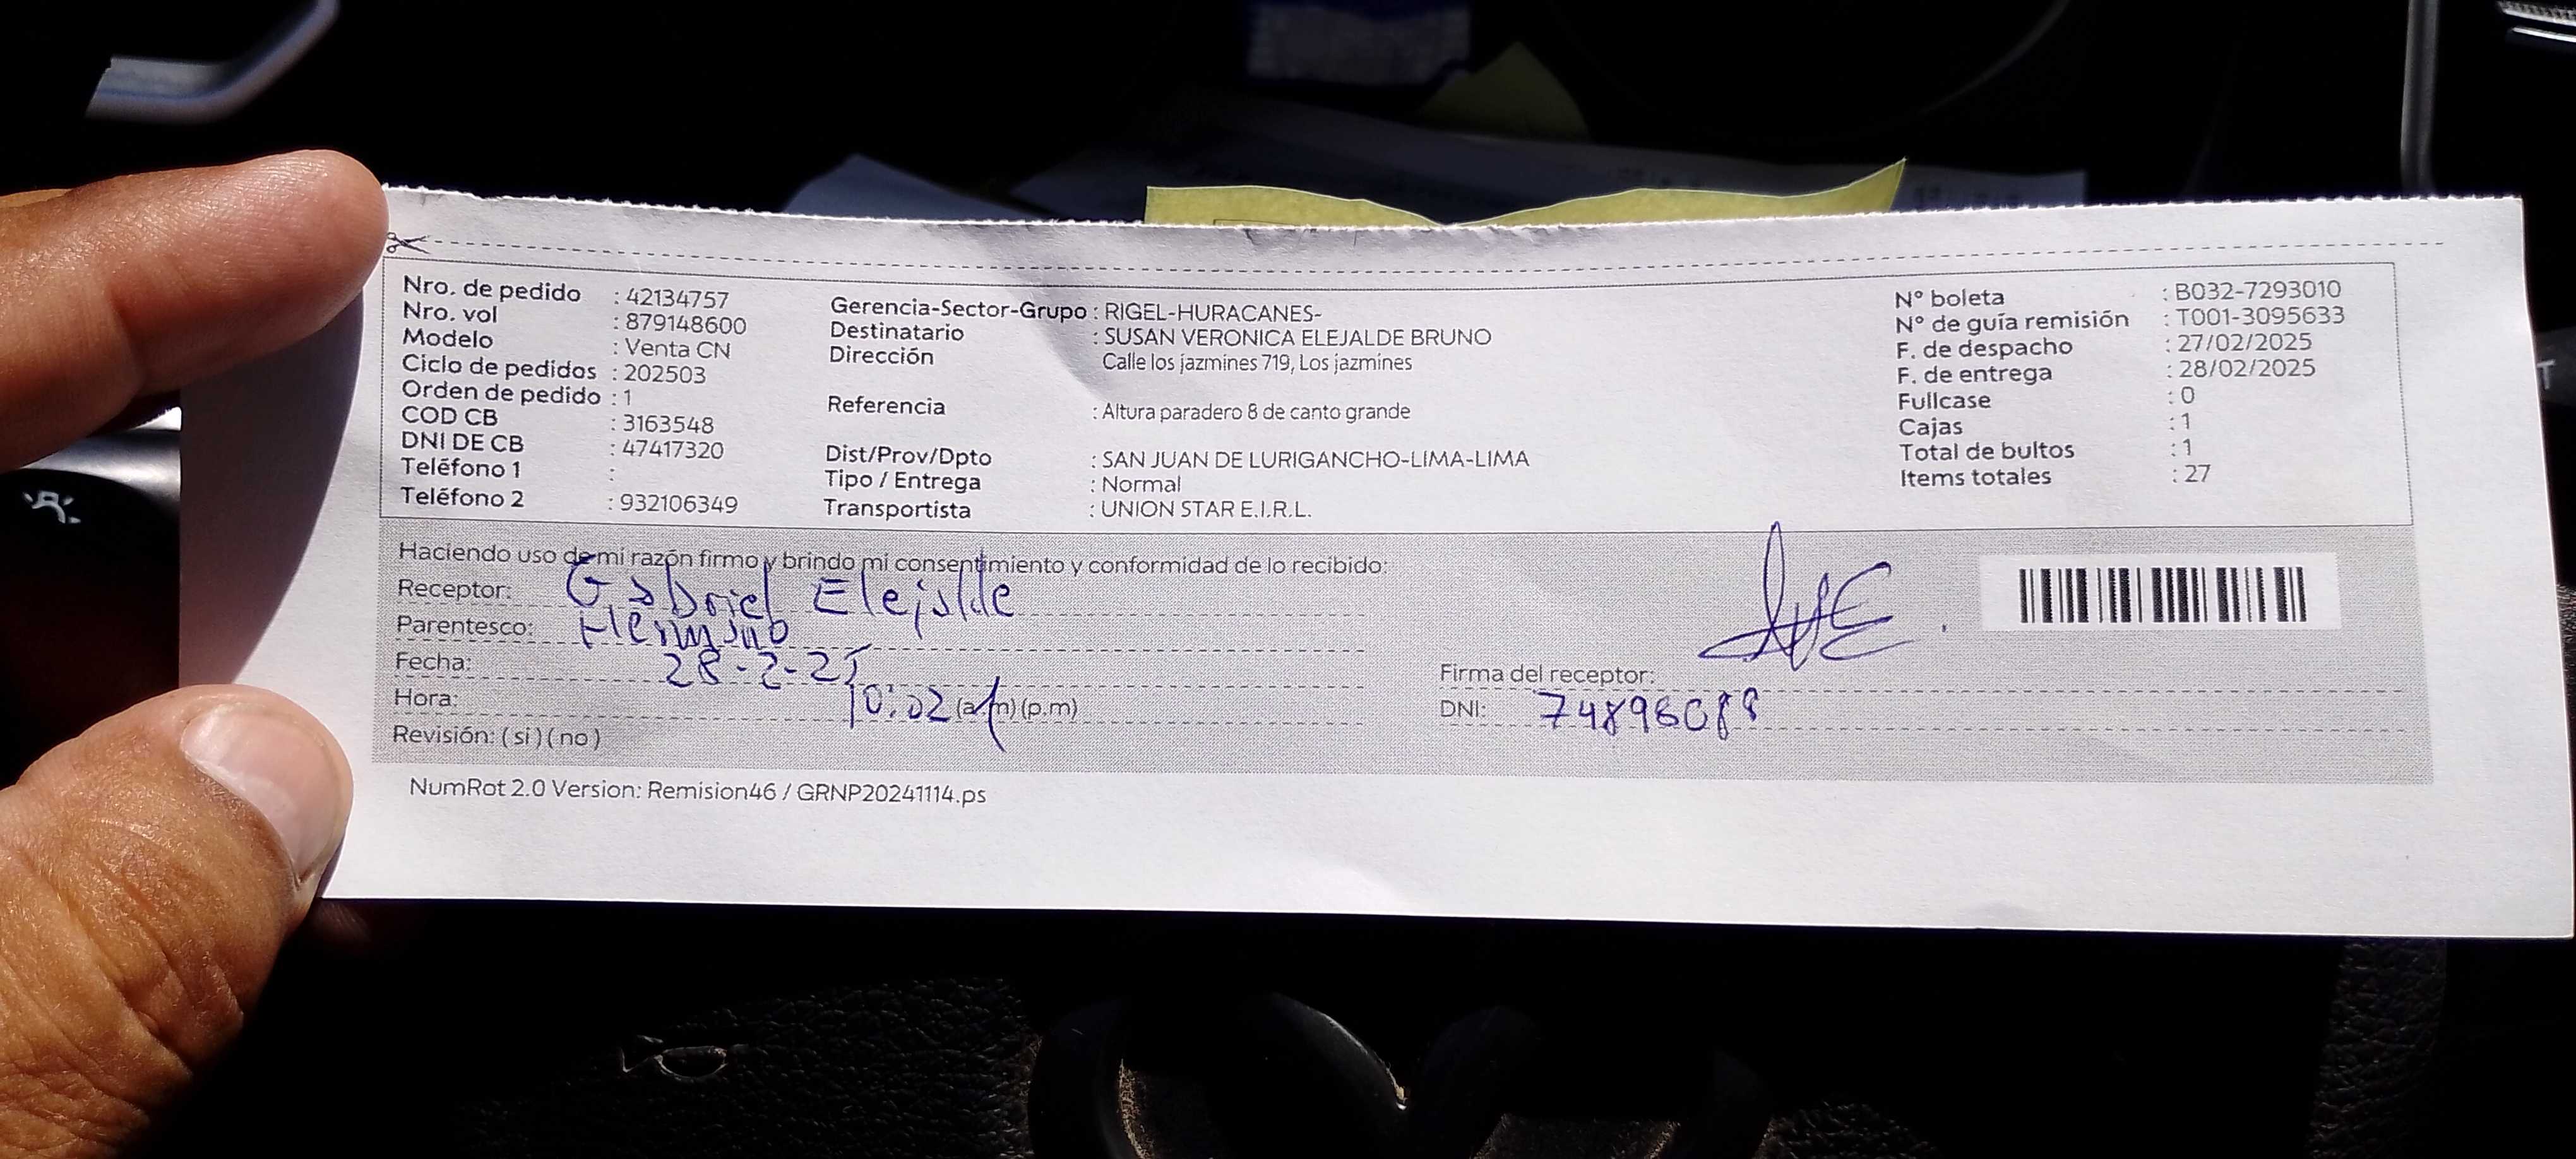 Nro. de pedido : 42134757
Nro. vol : 879148600
Modelo : Venta CN
Ciclo de pedidos : 202503
Orden de pedido : 1
COD CB : 3163548
DNI DE CB : 47417320
Teléfono 1 :
Teléfono 2 : 932106349
Gerencia-Sector-Grupo : RIGEL-HURACANES-
Destinatario : SUSAN VERONICA ELEJALDE BRUNO
Dirección Calle los jazmines 719, Los jazmines
Referencia : Altura paradero 8 de canto grande
Dist/Prov/Dpto : SAN JUAN DE LURIGANCHO-LIMA-LIMA
Tipo / Entrega : Normal
Transportista : UNION STAR E.I.R.L.
N° boleta : B032-7293010
N° de guía remisión : T001-3095633
F. de despacho : 27/02/2025
F. de entrega : 28/02/2025
Fullcase : 0
Cajas : 1
Total de bultos : 1
Items totales : 27
Haciendo uso de mi razón firmo y brindo mi consentimiento y conformidad de lo recibido:
Receptor: Gabriel Elejalde
Parentesco: Hermano
Fecha: 28-2-25
Hora: 10:02 (a.m) (p.m)
Revisión: ( si ) ( no )
Firma del receptor:
DNI: 74896088
NumRot 2.0 Version: Remision46 / GRNP20241114.ps